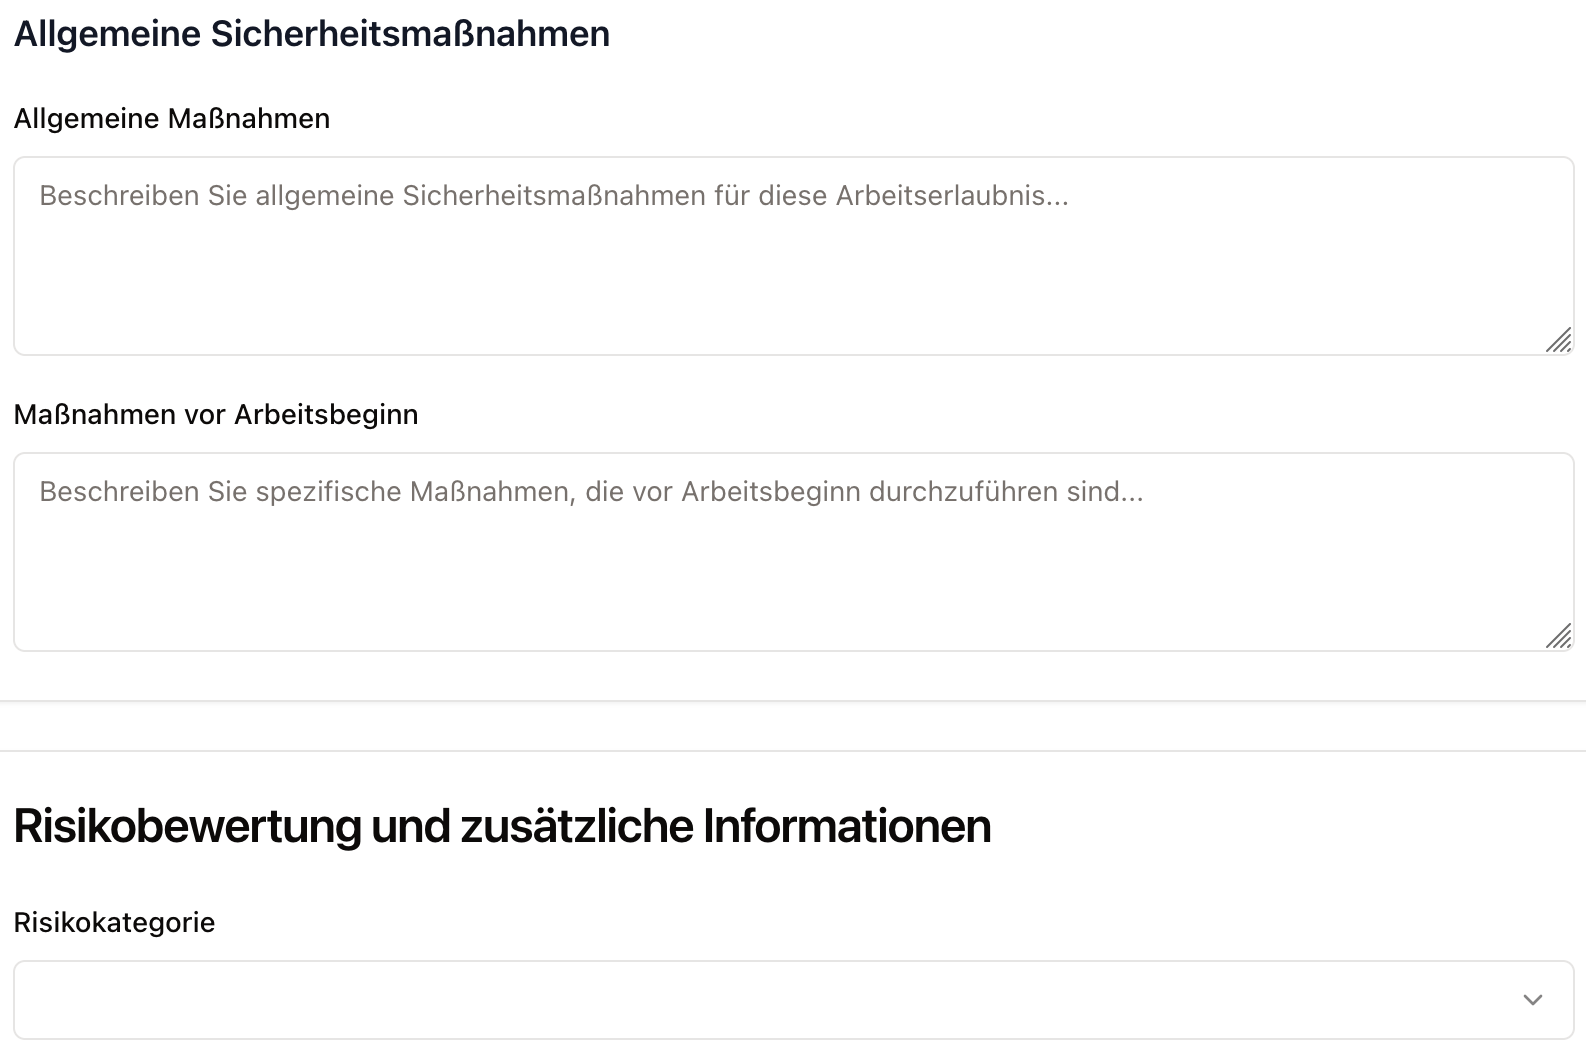 Allgemeine Sicherheitsmaßnahmen
Allgemeine Maßnahmen
Beschreiben Sie allgemeine Sicherheitsmaßnahmen für diese Arbeitserlaubnis...
Maßnahmen vor Arbeitsbeginn
Beschreiben Sie spezifische Maßnahmen, die vor Arbeitsbeginn durchzuführen sind...
Risikobewertung und zusätzliche Informationen
Risikokategorie